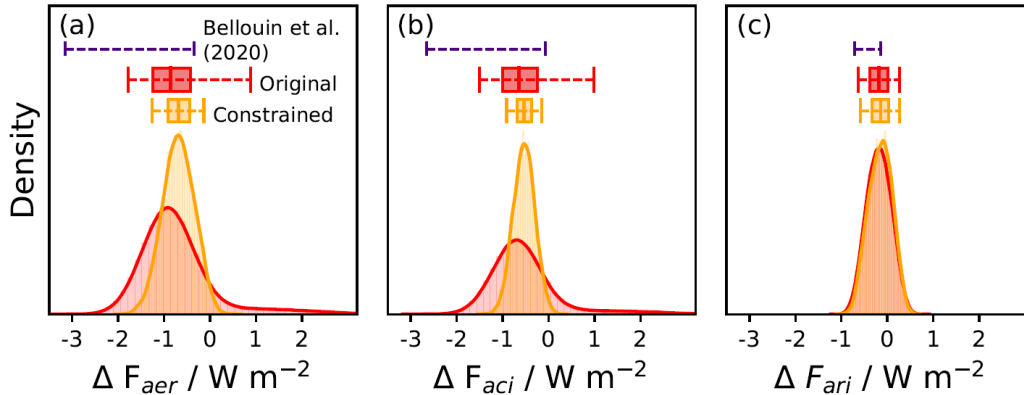 (a)
Bellouin et al.
(2020)
Original
Constrained
Density
-3 -2 -1 0 1 2
Δ F_aer / W m⁻²
(b)
-3 -2 -1 0 1 2
Δ F_aci / W m⁻²
(c)
-3 -2 -1 0 1 2
Δ F_ari / W m⁻²